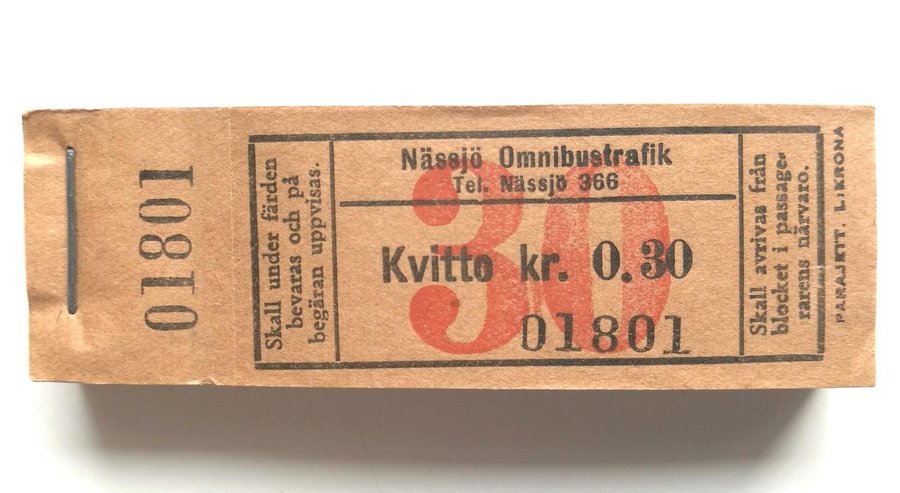 01801
Skall under färden
bevaras och på
begäran uppvisas.
Nässjö Omnibustrafik
Tel. Nässjö 366
30
Kvitto kr. 0.30
01801
Skall avrivas från
blocket i passage-
rarens närvaro.
PARAJETT. L:KRONA